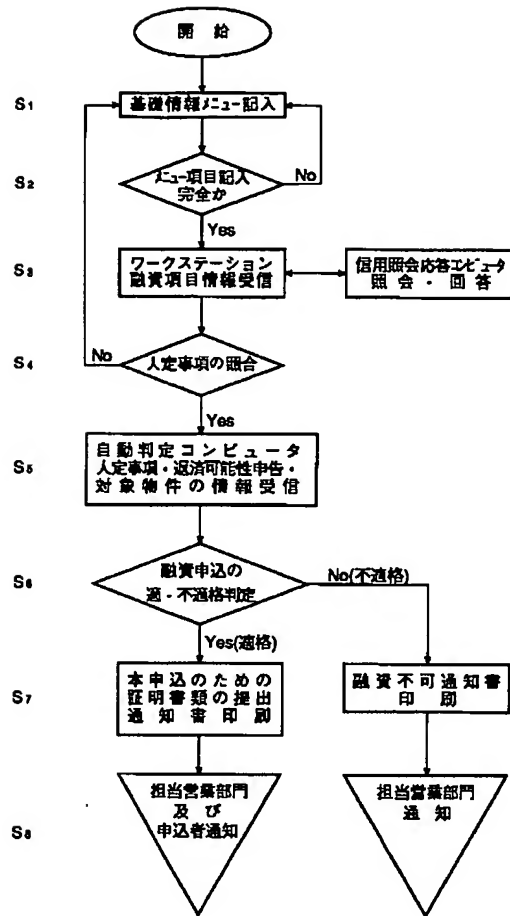 開始
S1
基礎情報メニュー記入
S2
メニュー項目記入
完全か
No
Yes
S3
ワークステーション
融資項目情報受信
信用照会応答コンピュータ
照会・回答
S4
No
人定事項の照合
Yes
S5
自動判定コンピュータ
人定事項・返済可能性申告・
対象物件の情報受信
S6
融資申込の
適-不適格判定
No(不適格)
Yes(適格)
S7
本申込のための
証明書類の提出
通知書印刷
融資不可通知書
印刷
S8
担当営業部門
及び
申込者通知
担当営業部門
通知